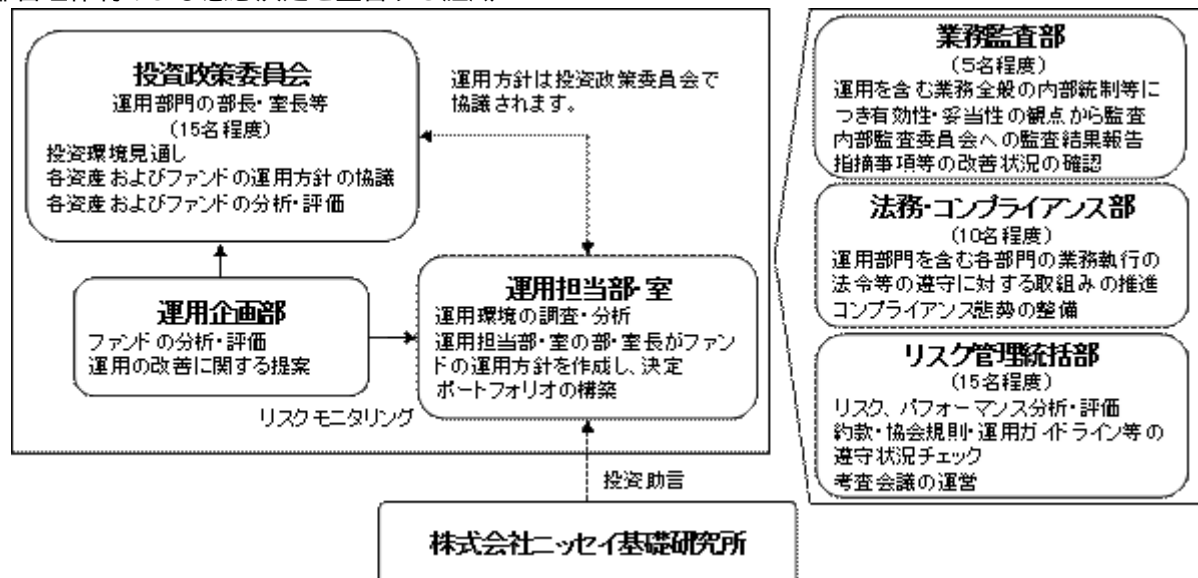 投資政策委員会
運用部門の部長・室長等
(15名程度)
投資環境見通し
各資産およびファンドの運用方針の協議
各資産およびファンドの分析・評価
運用方針は投資政策委員会で
協議されます。
運用企画部
ファンドの分析・評価
運用の改善に関する提案
運用担当部・室
運用環境の調査・分析
運用担当部・室の部・室長がファン
ドの運用方針を作成し、決定
ポートフォリオの構築
リスクモニタリング
投資助言
株式会社ニッセイ基礎研究所
業務監査部
(5名程度)
運用を含む業務全般の内部統制等に
つき有効性・妥当性の観点から監査
内部監査委員会への監査結果報告
指摘事項等の改善状況の確認
法務・コンプライアンス部
(10名程度)
運用部門を含む各部門の業務執行の
法令等の遵守に対する取組みの推進
コンプライアンス態勢の整備
リスク管理統括部
(15名程度)
リスク、パフォーマンス分析・評価
約款・協会規則・運用ガイドライン等の
遵守状況チェック
考査会議の運営